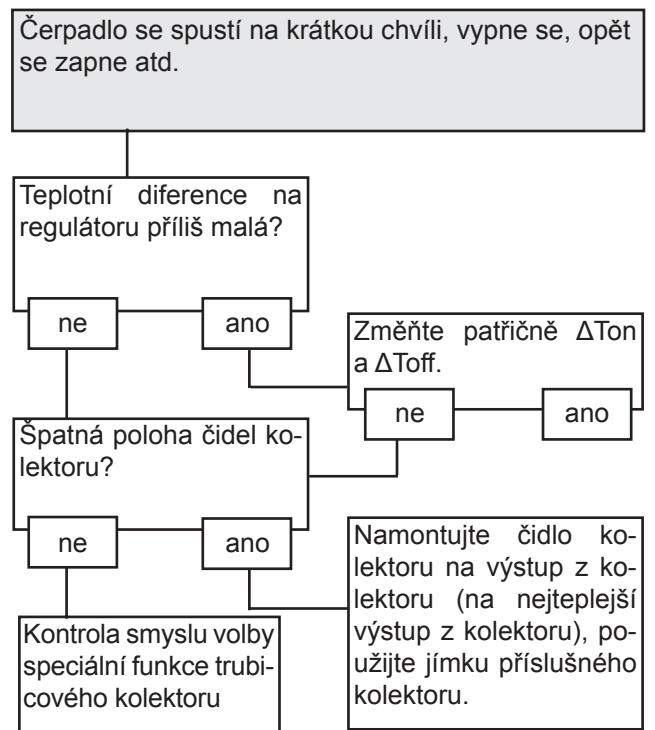 Čerpadlo se spustí na krátkou chvíli, vypne se, opět
se zapne atd.
Teplotní diference na
regulátoru příliš malá?
ne
ano
Změňte patřičně ΔTon
a ΔToff.
ne
ano
Špatná poloha čidel ko-
lektoru?
ne
ano
Namontujte čidlo ko-
lektoru na výstup z ko-
lektoru (na nejteplejší
výstup z kolektoru), po-
užijte jímku příslušného
kolektoru.
Kontrola smyslu volby
speciální funkce trubi-
cového kolektoru